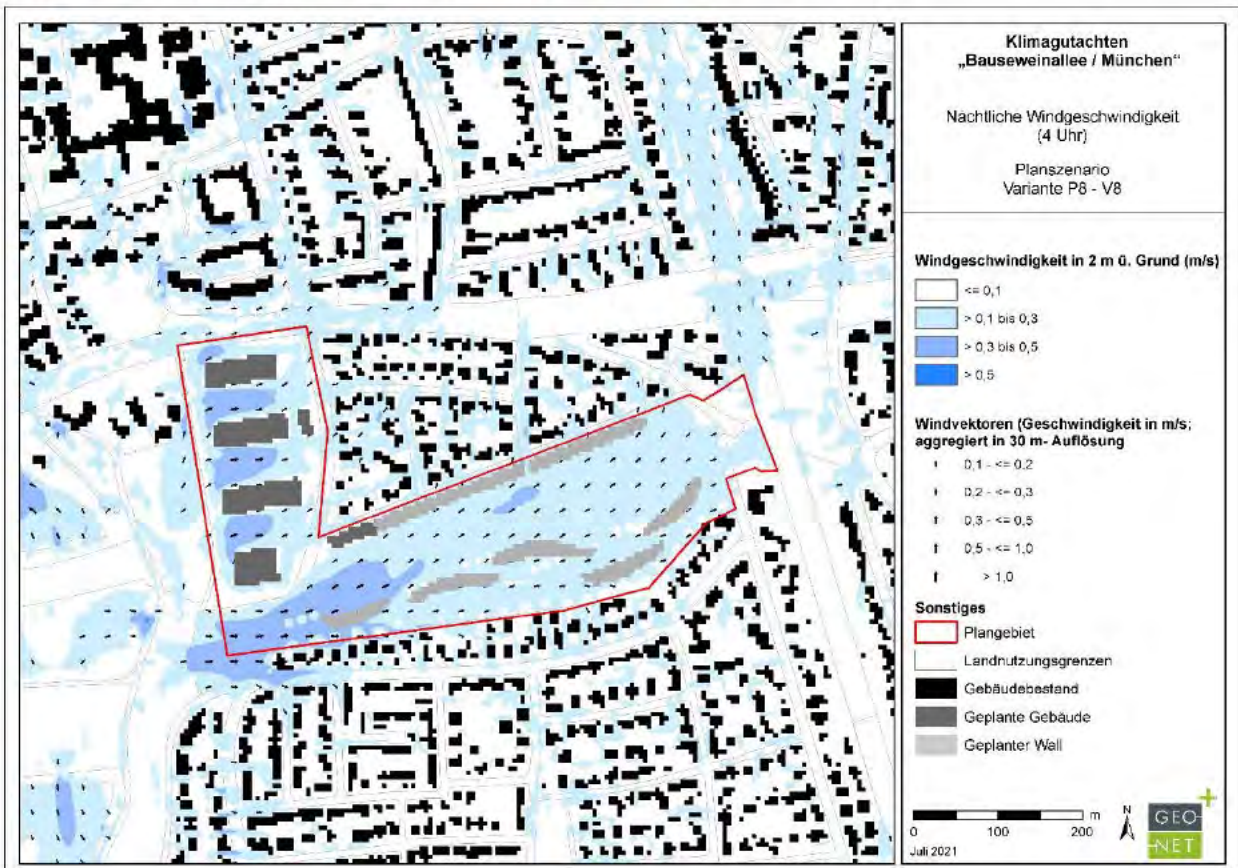 Klimagutachten
„Bauseweinallee / München“
Nächtliche Windgeschwindigkeit
(4 Uhr)
Planszenario
Variante P8 - V8
Windgeschwindigkeit in 2 m ü. Grund (m/s)
<= 0,1
> 0,1 bis 0,3
> 0,3 bis 0,5
> 0,5
Windvektoren (Geschwindigkeit in m/s;
aggregiert in 30 m- Auflösung
0,1 - <= 0,2
0,2 - <= 0,3
0,3 - <= 0,5
0,5 - <= 1,0
> 1,0
Sonstiges
Plangebiet
Landnutzungsgrenzen
Gebäudebestand
Geplante Gebäude
Geplanter Wall
m
0 100 200
N
Juli 2021
GEO-
NET